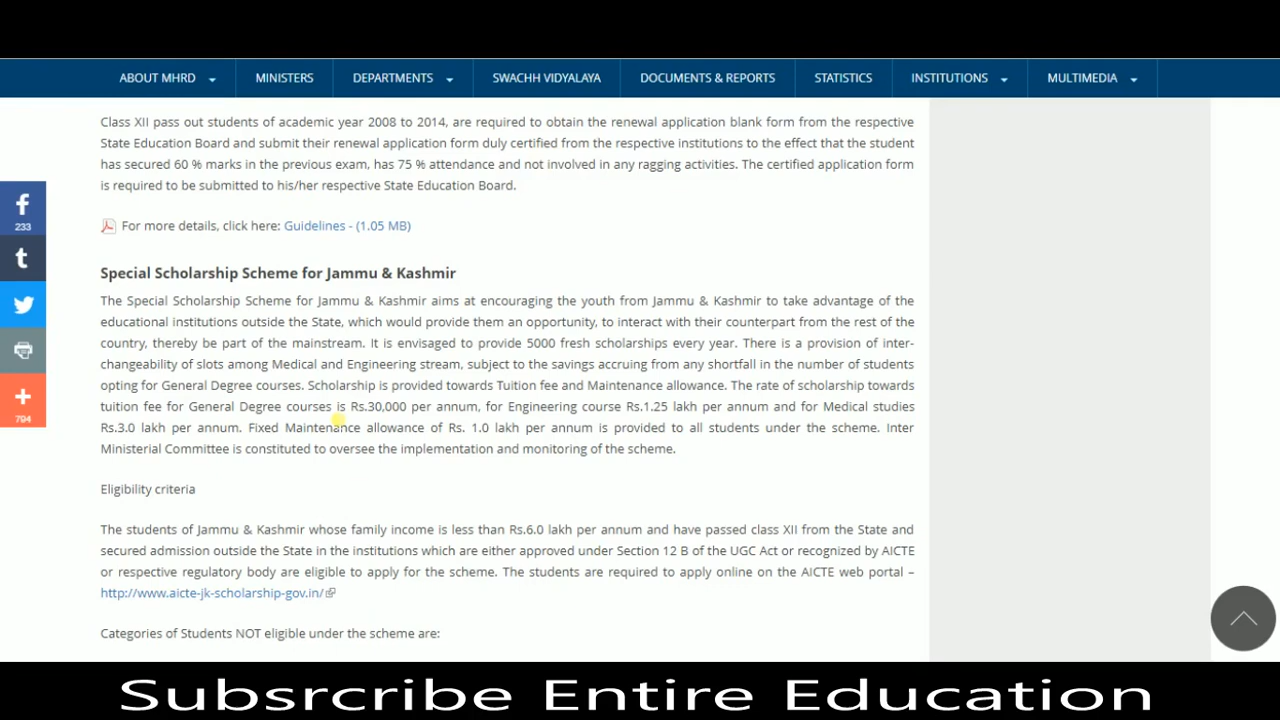 ABOUT MHRD MINISTERS DEPARTMENTS SWACHH VIDYALAYA DOCUMENTS & REPORTS STATISTICS INSTITUTIONS MULTIMEDIA
Class XII pass out students of academic year 2008 to 2014, are required to obtain the renewal application blank form from the respective
State Education Board and submit their renewal application form duly certified from the respective institutions to the effect that the student
has secured 60 % marks in the previous exam, has 75 % attendance and not involved in any ragging activities. The certified application form
is required to be submitted to his/her respective State Education Board.
For more details, click here: Guidelines - (1.05 MB)
Special Scholarship Scheme for Jammu & Kashmir
The Special Scholarship Scheme for Jammu & Kashmir aims at encouraging the youth from Jammu & Kashmir to take advantage of the
educational institutions outside the State, which would provide them an opportunity, to interact with their counterpart from the rest of the
country, thereby be part of the mainstream. It is envisaged to provide 5000 fresh scholarships every year. There is a provision of inter-
changeability of slots among Medical and Engineering stream, subject to the savings accruing from any shortfall in the number of students
opting for General Degree courses. Scholarship is provided towards Tuition fee and Maintenance allowance. The rate of scholarship towards
tuition fee for General Degree courses is Rs.30,000 per annum, for Engineering course Rs.1.25 lakh per annum and for Medical studies
Rs.3.0 lakh per annum. Fixed Maintenance allowance of Rs. 1.0 lakh per annum is provided to all students under the scheme. Inter
Ministerial Committee is constituted to oversee the implementation and monitoring of the scheme.
Eligibility criteria
The students of Jammu & Kashmir whose family income is less than Rs.6.0 lakh per annum and have passed class XII from the State and
secured admission outside the State in the institutions which are either approved under Section 12 B of the UGC Act or recognized by AICTE
or respective regulatory body are eligible to apply for the scheme. The students are required to apply online on the AICTE web portal –
http://www.aicte-jk-scholarship-gov.in/
Categories of Students NOT eligible under the scheme are:
f
233
t
+
794
Subsrcribe Entire Education